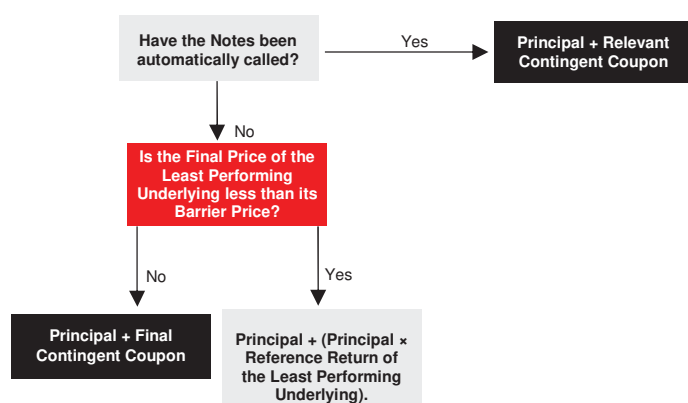 Have the Notes been
automatically called?
Yes
Principal + Relevant
Contingent Coupon
No
Is the Final Price of the
Least Performing
Underlying less than its
Barrier Price?
No
Yes
Principal + Final
Contingent Coupon
Principal + (Principal ×
Reference Return of
the Least Performing
Underlying).